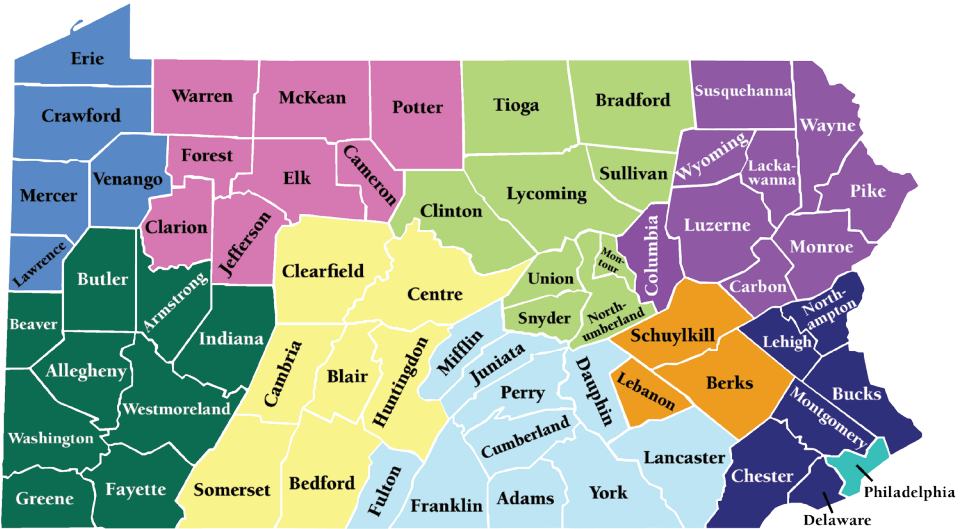 Erie
Crawford
Warren
McKean
Potter
Tioga
Bradford
Susquehanna
Wayne
Mercer
Venango
Forest
Elk
Cameron
Clinton
Lycoming
Sullivan
Wyoming
Lacka-
wanna
Pike
Lawrence
Clarion
Jefferson
Clearfield
Centre
Union
Mon-
tour
Columbia
Luzerne
Monroe
Carbon
Butler
Armstrong
Beaver
Indiana
Snyder
North-
umberland
Schuylkill
North-
ampton
Lehigh
Allegheny
Cambria
Blair
Huntingdon
Mifflin
Juniata
Perry
Dauphin
Lebanon
Berks
Bucks
Westmoreland
Washington
Montgomery
Cumberland
Lancaster
Greene
Fayette
Somerset
Bedford
Fulton
Franklin
Adams
York
Chester
Philadelphia
Delaware